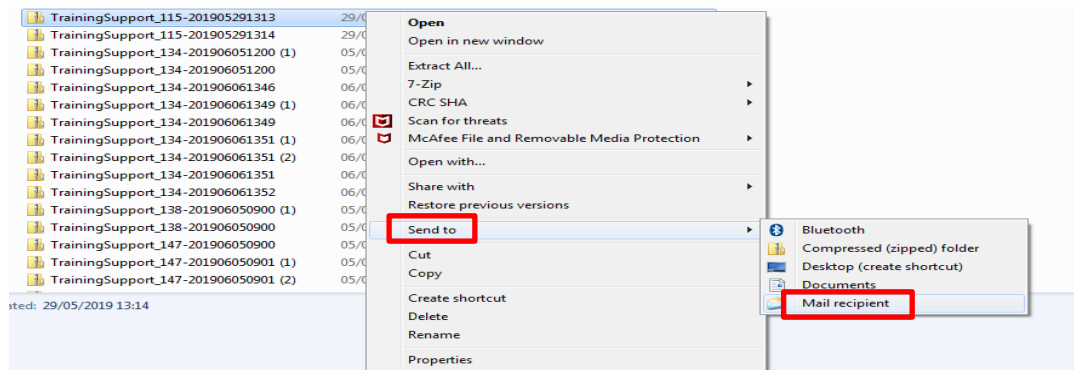 TrainingSupport_115-201905291313 29/0
TrainingSupport_115-201905291314 29/0
TrainingSupport_134-201906051200 (1) 05/0
TrainingSupport_134-201906051200 05/0
TrainingSupport_134-201906061346 06/0
TrainingSupport_134-201906061349 (1) 06/0
TrainingSupport_134-201906061349 06/0
TrainingSupport_134-201906061351 (1) 06/0
TrainingSupport_134-201906061351 (2) 06/0
TrainingSupport_134-201906061351 06/0
TrainingSupport_134-201906061352 06/0
TrainingSupport_138-201906050900 (1) 05/0
TrainingSupport_138-201906050900 05/0
TrainingSupport_147-201906050900 05/0
TrainingSupport_147-201906050901 (1) 05/0
TrainingSupport_147-201906050901 (2) 05/0
ated: 29/05/2019 13:14
Open
Open in new window
Extract All...
7-Zip
CRC SHA
Scan for threats
McAfee File and Removable Media Protection
Open with...
Share with
Restore previous versions
Send to
Cut
Copy
Create shortcut
Delete
Rename
Properties
Bluetooth
Compressed (zipped) folder
Desktop (create shortcut)
Documents
Mail recipient